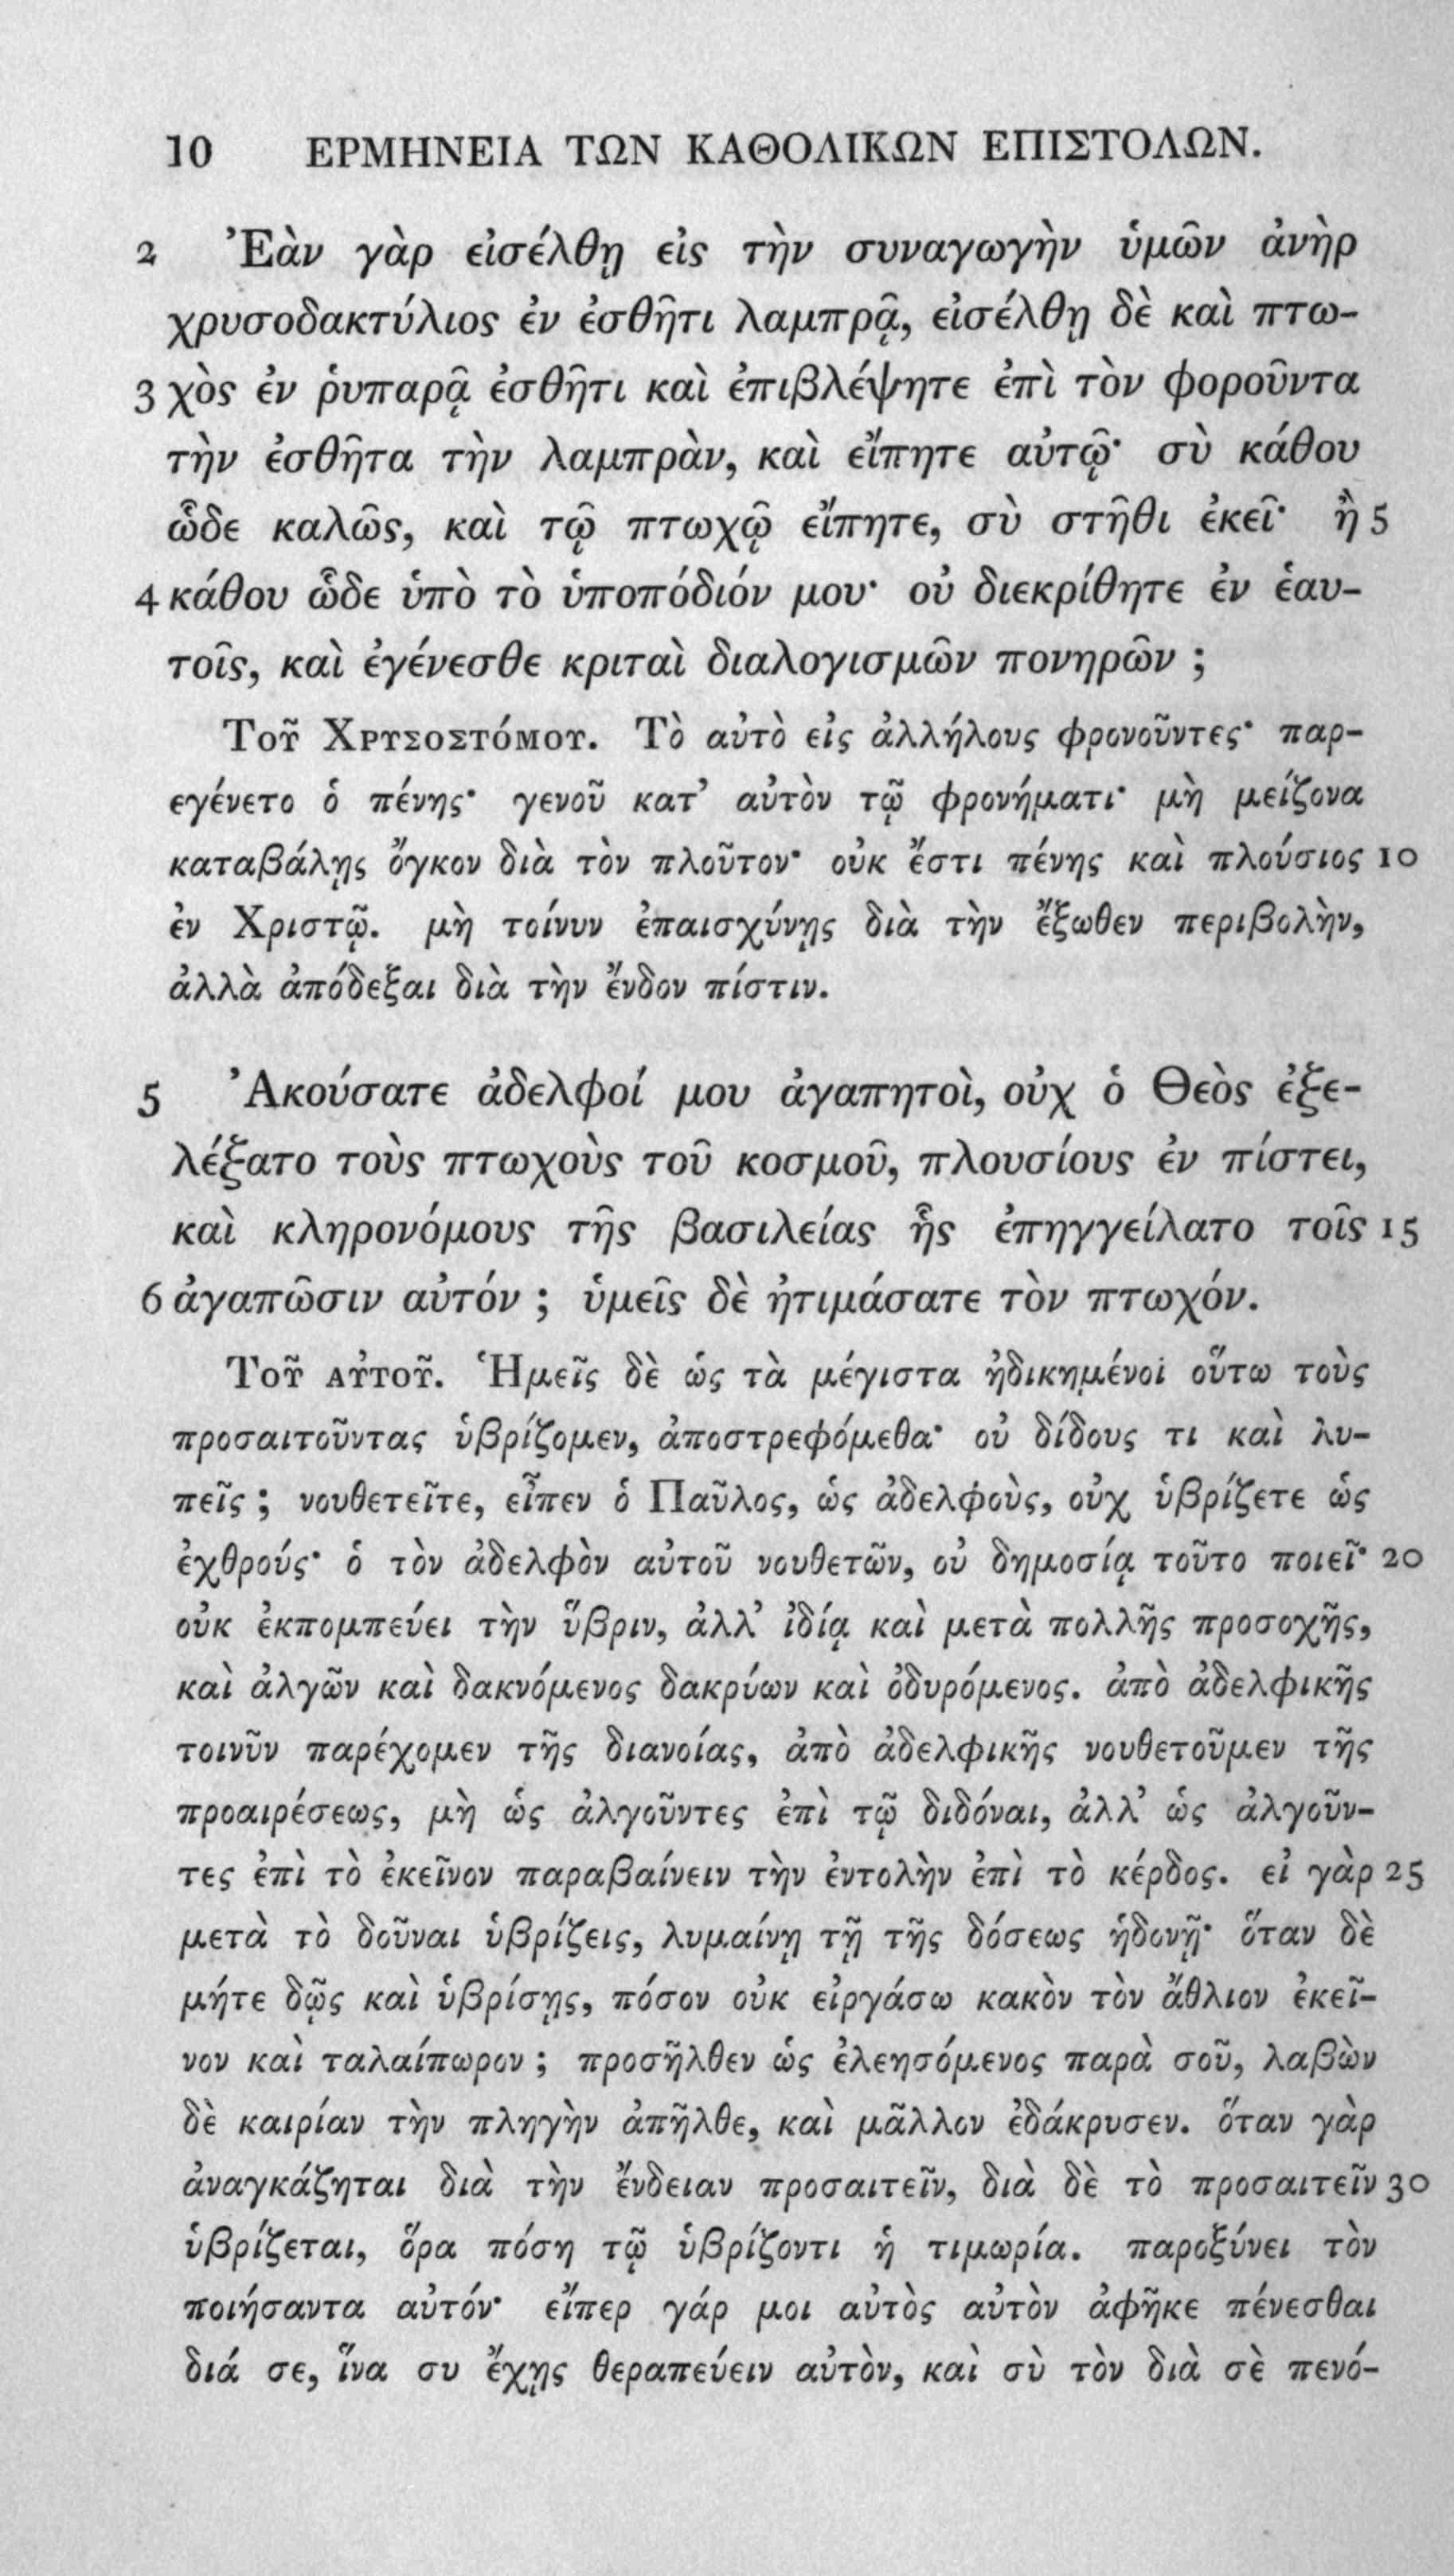 10 ΕΡΜΗΝΕΙΑ ΤΩΝ ΚΑΘΟΛΙΚΩΝ ΕΠΙΣΤΟΛΩΝ.
2 Ἐὰν γὰρ εἰσέλθῃ εἰς τὴν συναγωγὴν ὑμῶν ἀνὴρ
χρυσοδακτύλιος ἐν ἐσθῆτι λαμπρᾷ, εἰσέλθῃ δὲ καὶ πτω-
3 χὸς ἐν ῥυπαρᾷ ἐσθῆτι καὶ ἐπιβλέψητε ἐπὶ τὸν φοροῦντα
τὴν ἐσθῆτα τὴν λαμπρὰν, καὶ εἴπητε αὐτῷ· σὺ κάθου
ὧδε καλῶς, καὶ τῷ πτωχῷ εἴπητε, σὺ στῆθι ἐκεῖ· ἢ 5
4 κάθου ὧδε ὑπὸ τὸ ὑποπόδιόν μου· οὐ διεκρίθητε ἐν ἑαυ-
τοῖς, καὶ ἐγένεσθε κριταὶ διαλογισμῶν πονηρῶν ;
Τοῦ Χρυσοστόμου. Τὸ αὐτὸ εἰς ἀλλήλους φρονοῦντες· παρ-
εγένετο ὁ πένης· γενοῦ κατ’ αὐτὸν τῷ φρονήματι· μὴ μείζονα
καταβάλῃς ὄγκον διὰ τὸν πλοῦτον· οὐκ ἔστι πένης καὶ πλούσιος 10
ἐν Χριστῷ. μὴ τοίνυν ἐπαισχύνῃς διὰ τὴν ἔξωθεν περιβολὴν,
ἀλλὰ ἀπόδεξαι διὰ τὴν ἔνδον πίστιν.
5 Ἀκούσατε ἀδελφοί μου ἀγαπητοὶ, οὐχ ὁ Θεὸς ἐξε-
λέξατο τοὺς πτωχοὺς τοῦ κοσμοῦ, πλουσίους ἐν πίστει,
καὶ κληρονόμους τῆς βασιλείας ἧς ἐπηγγείλατο τοῖς 15
6 ἀγαπῶσιν αὐτόν ; ὑμεῖς δὲ ἠτιμάσατε τὸν πτωχόν.
Τοῦ αὐτοῦ. Ἡμεῖς δὲ ὡς τὰ μέγιστα ἠδικημένοι οὕτω τοὺς
προσαιτοῦντας ὑβρίζομεν, ἀποστρεφόμεθα· οὐ δίδους τι καὶ λυ-
πεῖς ; νουθετεῖτε, εἶπεν ὁ Παῦλος, ὡς ἀδελφοὺς, οὐχ ὑβρίζετε ὡς
ἐχθρούς· ὁ τὸν ἀδελφὸν αὐτοῦ νουθετῶν, οὐ δημοσίᾳ τοῦτο ποιεῖ· 20
οὐκ ἐκπομπεύει τὴν ὕβριν, ἀλλ’ ἰδίᾳ καὶ μετὰ πολλῆς προσοχῆς,
καὶ ἀλγῶν καὶ δακνόμενος δακρύων καὶ ὀδυρόμενος. ἀπὸ ἀδελφικῆς
τοινῦν παρέχομεν τῆς διανοίας, ἀπὸ ἀδελφικῆς νουθετοῦμεν τῆς
προαιρέσεως, μὴ ὡς ἀλγοῦντες ἐπὶ τῷ διδόναι, ἀλλ’ ὡς ἀλγοῦν-
τες ἐπὶ τὸ ἐκεῖνον παραβαίνειν τὴν ἐντολὴν ἐπὶ τὸ κέρδος. εἰ γὰρ 25
μετὰ τὸ δοῦναι ὑβρίζεις, λυμαίνῃ τῇ τῆς δόσεως ἡδονῇ· ὅταν δὲ
μήτε δῷς καὶ ὑβρίσῃς, πόσον οὐκ εἰργάσω κακὸν τὸν ἄθλιον ἐκεῖ-
νον καὶ ταλαίπωρον ; προσῆλθεν ὡς ἐλεησόμενος παρὰ σοῦ, λαβὼν
δὲ καιρίαν τὴν πληγὴν ἀπῆλθε, καὶ μᾶλλον ἐδάκρυσεν. ὅταν γὰρ
ἀναγκάζηται διὰ τὴν ἔνδειαν προσαιτεῖν, διὰ δὲ τὸ προσαιτεῖν 30
ὑβρίζεται, ὅρα πόση τῷ ὑβρίζοντι ἡ τιμωρία. παροξύνει τὸν
ποιήσαντα αὐτόν· εἴπερ γάρ μοι αὐτὸς αὐτὸν ἀφῆκε πένεσθαι
διά σε, ἵνα συ ἔχῃς θεραπεύειν αὐτὸν, καὶ σὺ τὸν διὰ σὲ πενό-